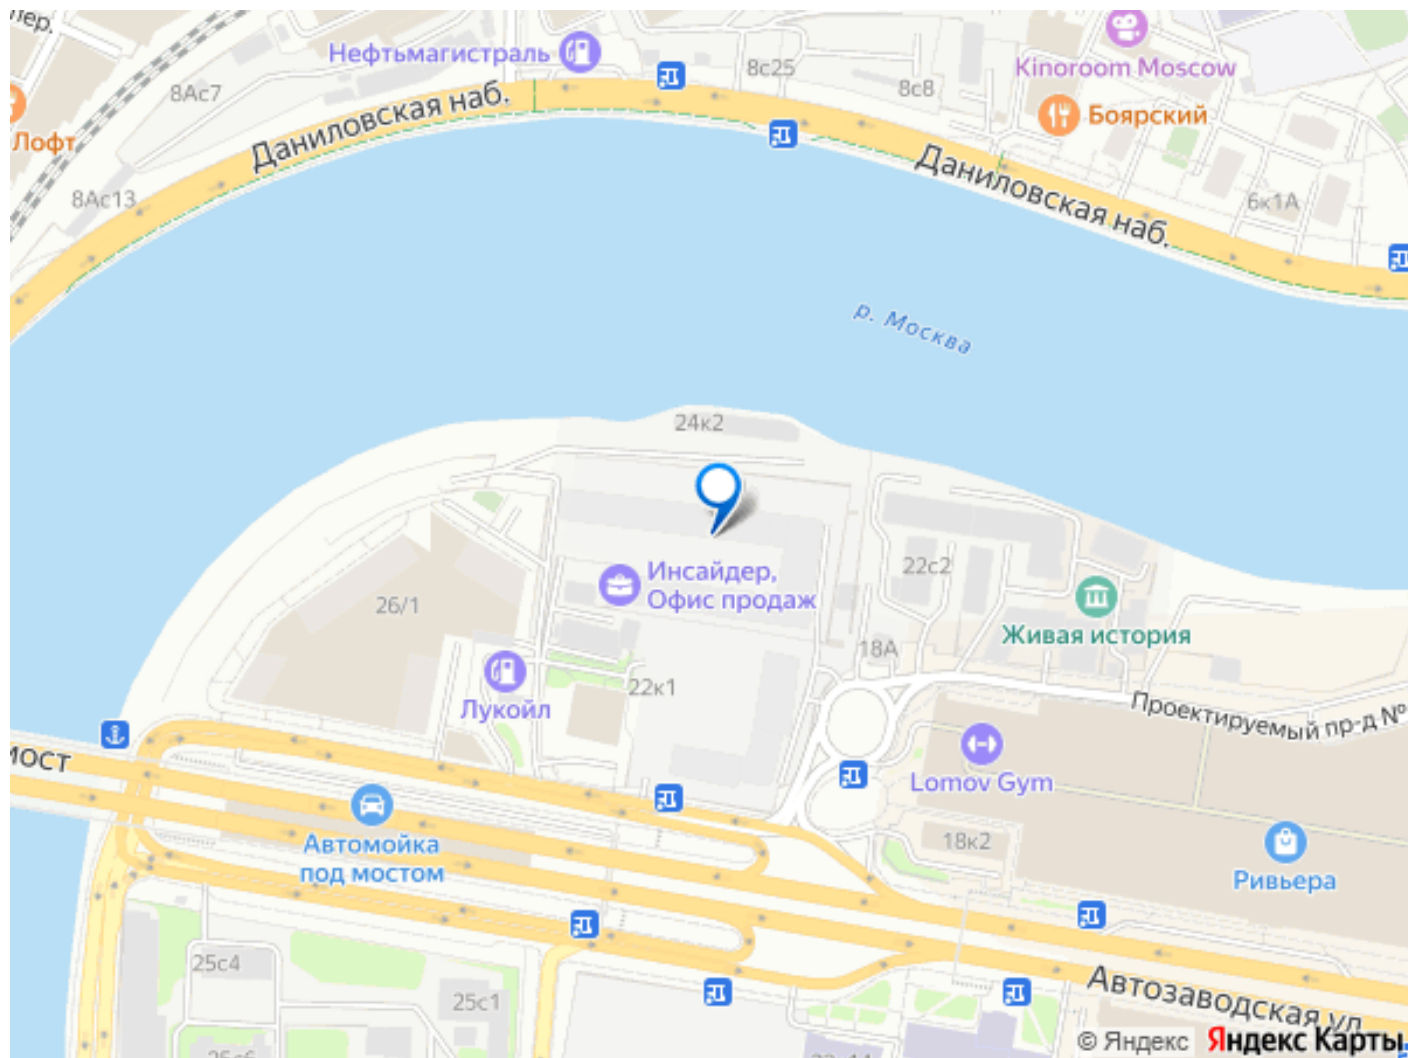 пер.
Нефтьмагистраль
8с25
Kinoroom Moscow
8Ас7
8с8
Даниловская наб.
Боярский
Лофт
Даниловская наб.
8Ас13
6к1А
р. Москва
24к2
22с2
Инсайдер,
Офис продаж
26/1
Живая история
18А
22к1
Лукойл
Проектируемый пр-д №
мост
Lomov Gym
Автомойка
под мостом
18к2
Ривьера
25с4
25с1
Автозаводская ул.
© Яндекс Яндекс Карты